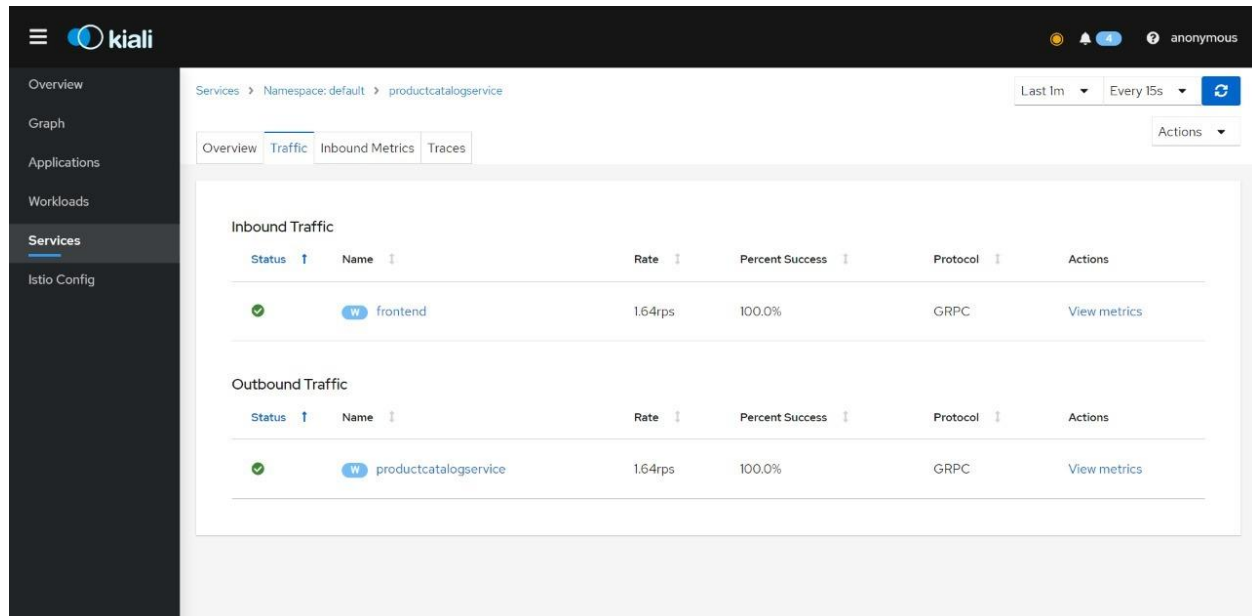 kiali
4 anonymous
Overview
Graph
Applications
Workloads
Services
Istio Config
Services > Namespace: default > productcatalogservice
Last 1m Every 15s
Actions
Overview Traffic Inbound Metrics Traces
Inbound Traffic
Status Name Rate Percent Success Protocol Actions
W frontend 1.64rps 100.0% GRPC View metrics
Outbound Traffic
Status Name Rate Percent Success Protocol Actions
W productcatalogservice 1.64rps 100.0% GRPC View metrics